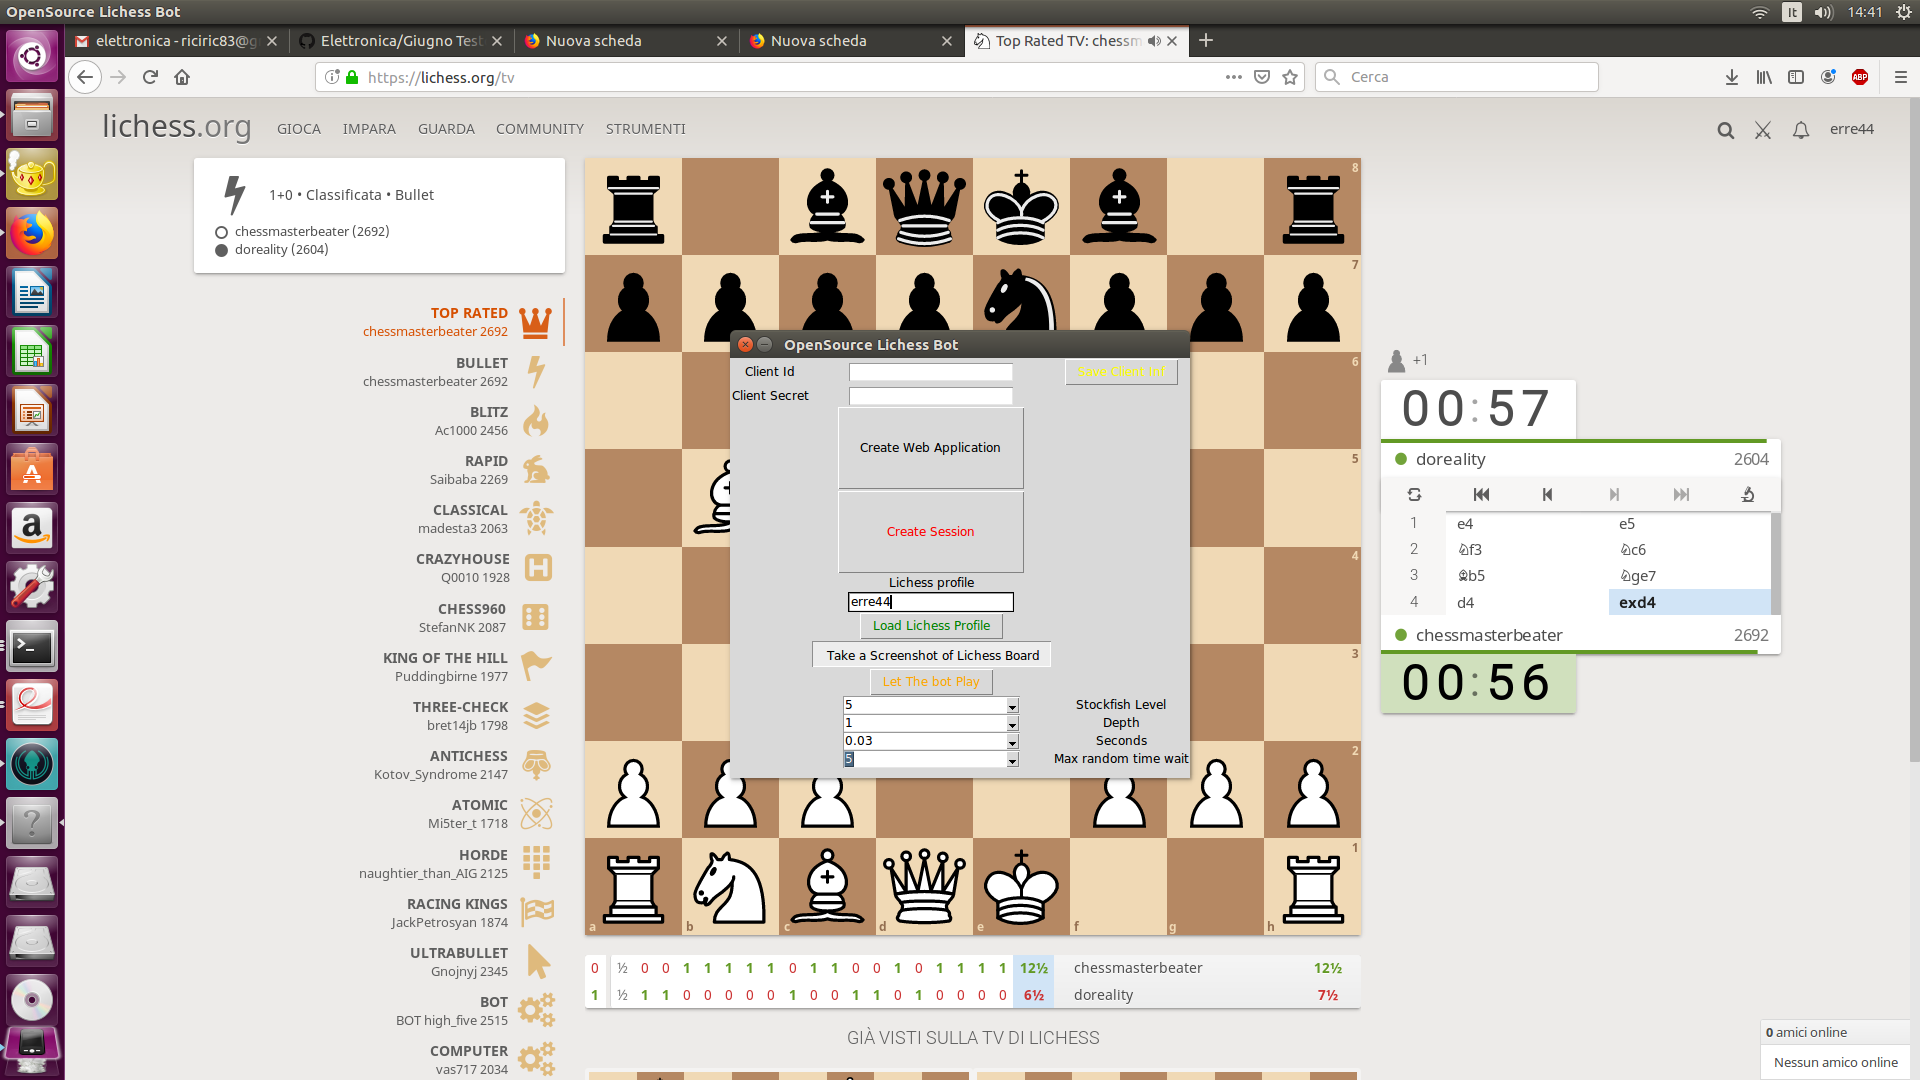 OpenSource Lichess Bot
It
14:41
elettronica - riciric83@g
Elettronica/Giugno Test
Nuova scheda
Nuova scheda
Top Rated TV: chessm
https://lichess.org/tv
Cerca
ABP
lichess.org
GIOCA IMPARA GUARDA COMMUNITY STRUMENTI
erre44
1+0 • Classificata • Bullet
chessmasterbeater (2692)
doreality (2604)
TOP RATED
chessmasterbeater 2692
BULLET
chessmasterbeater 2692
BLITZ
Ac1000 2456
RAPID
Saibaba 2269
CLASSICAL
madesta3 2063
CRAZYHOUSE
Q0010 1928
CHESS960
StefanNK 2087
KING OF THE HILL
Puddingbirne 1977
THREE-CHECK
bret14jb 1798
ANTICHESS
Kotov_Syndrome 2147
ATOMIC
Mi5ter_t 1718
HORDE
naughtier_than_AIG 2125
RACING KINGS
JackPetrosyan 1874
ULTRABULLET
Gnojnyj 2345
BOT
BOT high_five 2515
COMPUTER
vas717 2034
8
7
6
5
4
3
2
1
a b c d e f g h
OpenSource Lichess Bot
Client Id
Save Client Inf
Client Secret
Create Web Application
Create Session
Lichess profile
erre44
Load Lichess Profile
Take a Screenshot of Lichess Board
Let The bot Play
5 Stockfish Level
1 Depth
0.03 Seconds
5 Max random time wait
+1
00:57
doreality 2604
1 e4 e5
2 ♘f3 ♘c6
3 ♗b5 ♘ge7
4 d4 exd4
chessmasterbeater 2692
00:56
0 ½ 0 0 1 1 1 1 1 0 1 1 0 0 1 0 1 1 1 1 12½ chessmasterbeater 12½
1 ½ 1 1 0 0 0 0 0 1 0 0 1 1 0 1 0 0 0 0 6½ doreality 7½
GIÀ VISTI SULLA TV DI LICHESS
0 amici online
Nessun amico online